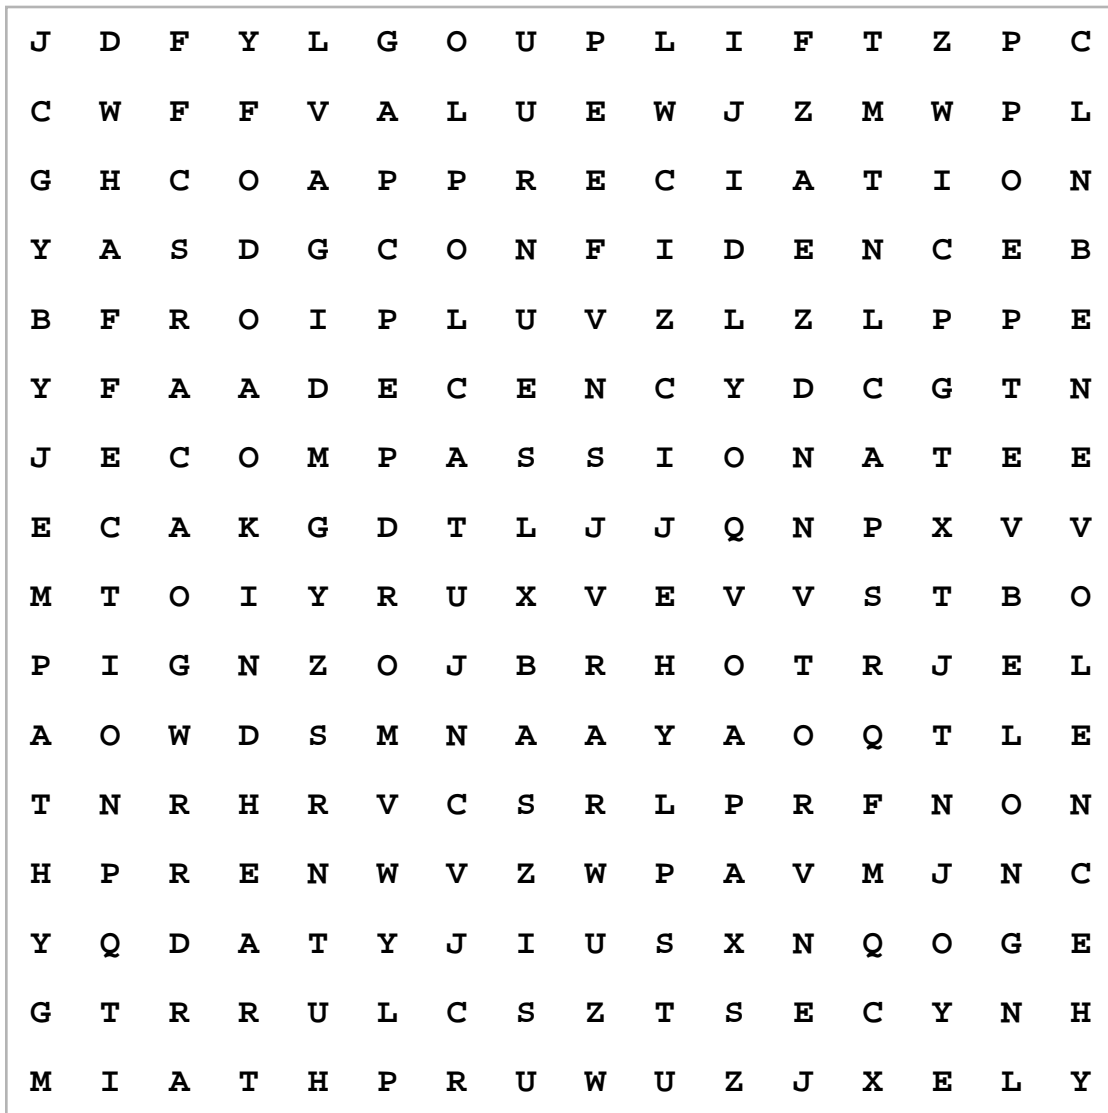 J D F Y L G O U P L I F T Z P C
C W F F V A L U E W J Z M W P L
G H C O A P P R E C I A T I O N
Y A S D G C O N F I D E N C E B
B F R O I P L U V Z L Z L P P E
Y F A A D E C E N C Y D C G T N
J E C O M P A S S I O N A T E E
E C A K G D T L J J Q N P X V V
M T O I Y R U X V E V V S T B O
P I G N Z O J B R H O T R J E L
A O W D S M N A A Y A O Q T L E
T N R H R V C S R L P R F N O N
H P R E N W V Z W P A V M J N C
Y Q D A T Y J I U S X N Q O G E
G T R R U L C S Z T S E C Y N H
M I A T H P R U W U Z J X E L Y